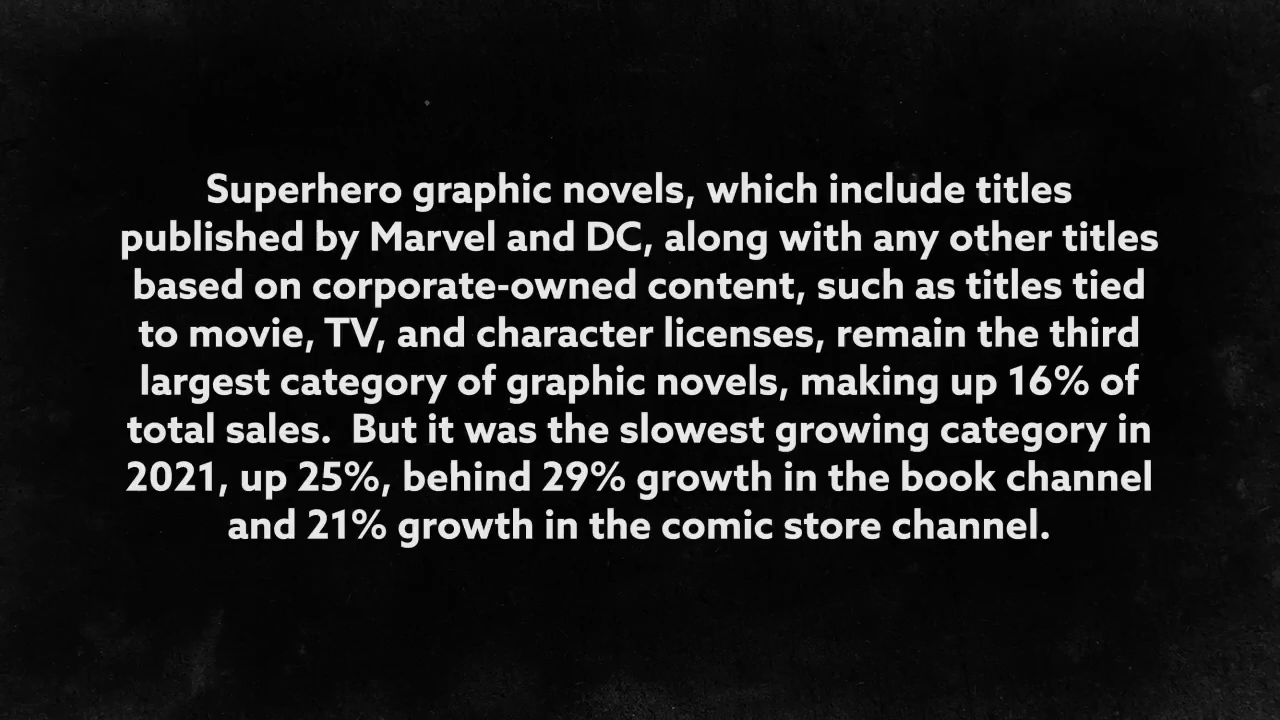 Superhero graphic novels, which include titles
published by Marvel and DC, along with any other titles
based on corporate-owned content, such as titles tied
to movie, TV, and character licenses, remain the third
largest category of graphic novels, making up 16% of
total sales.  But it was the slowest growing category in
2021, up 25%, behind 29% growth in the book channel
and 21% growth in the comic store channel.